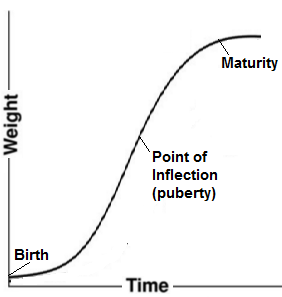 Maturity
Weight
Point of
Inflection
(puberty)
Birth
Time